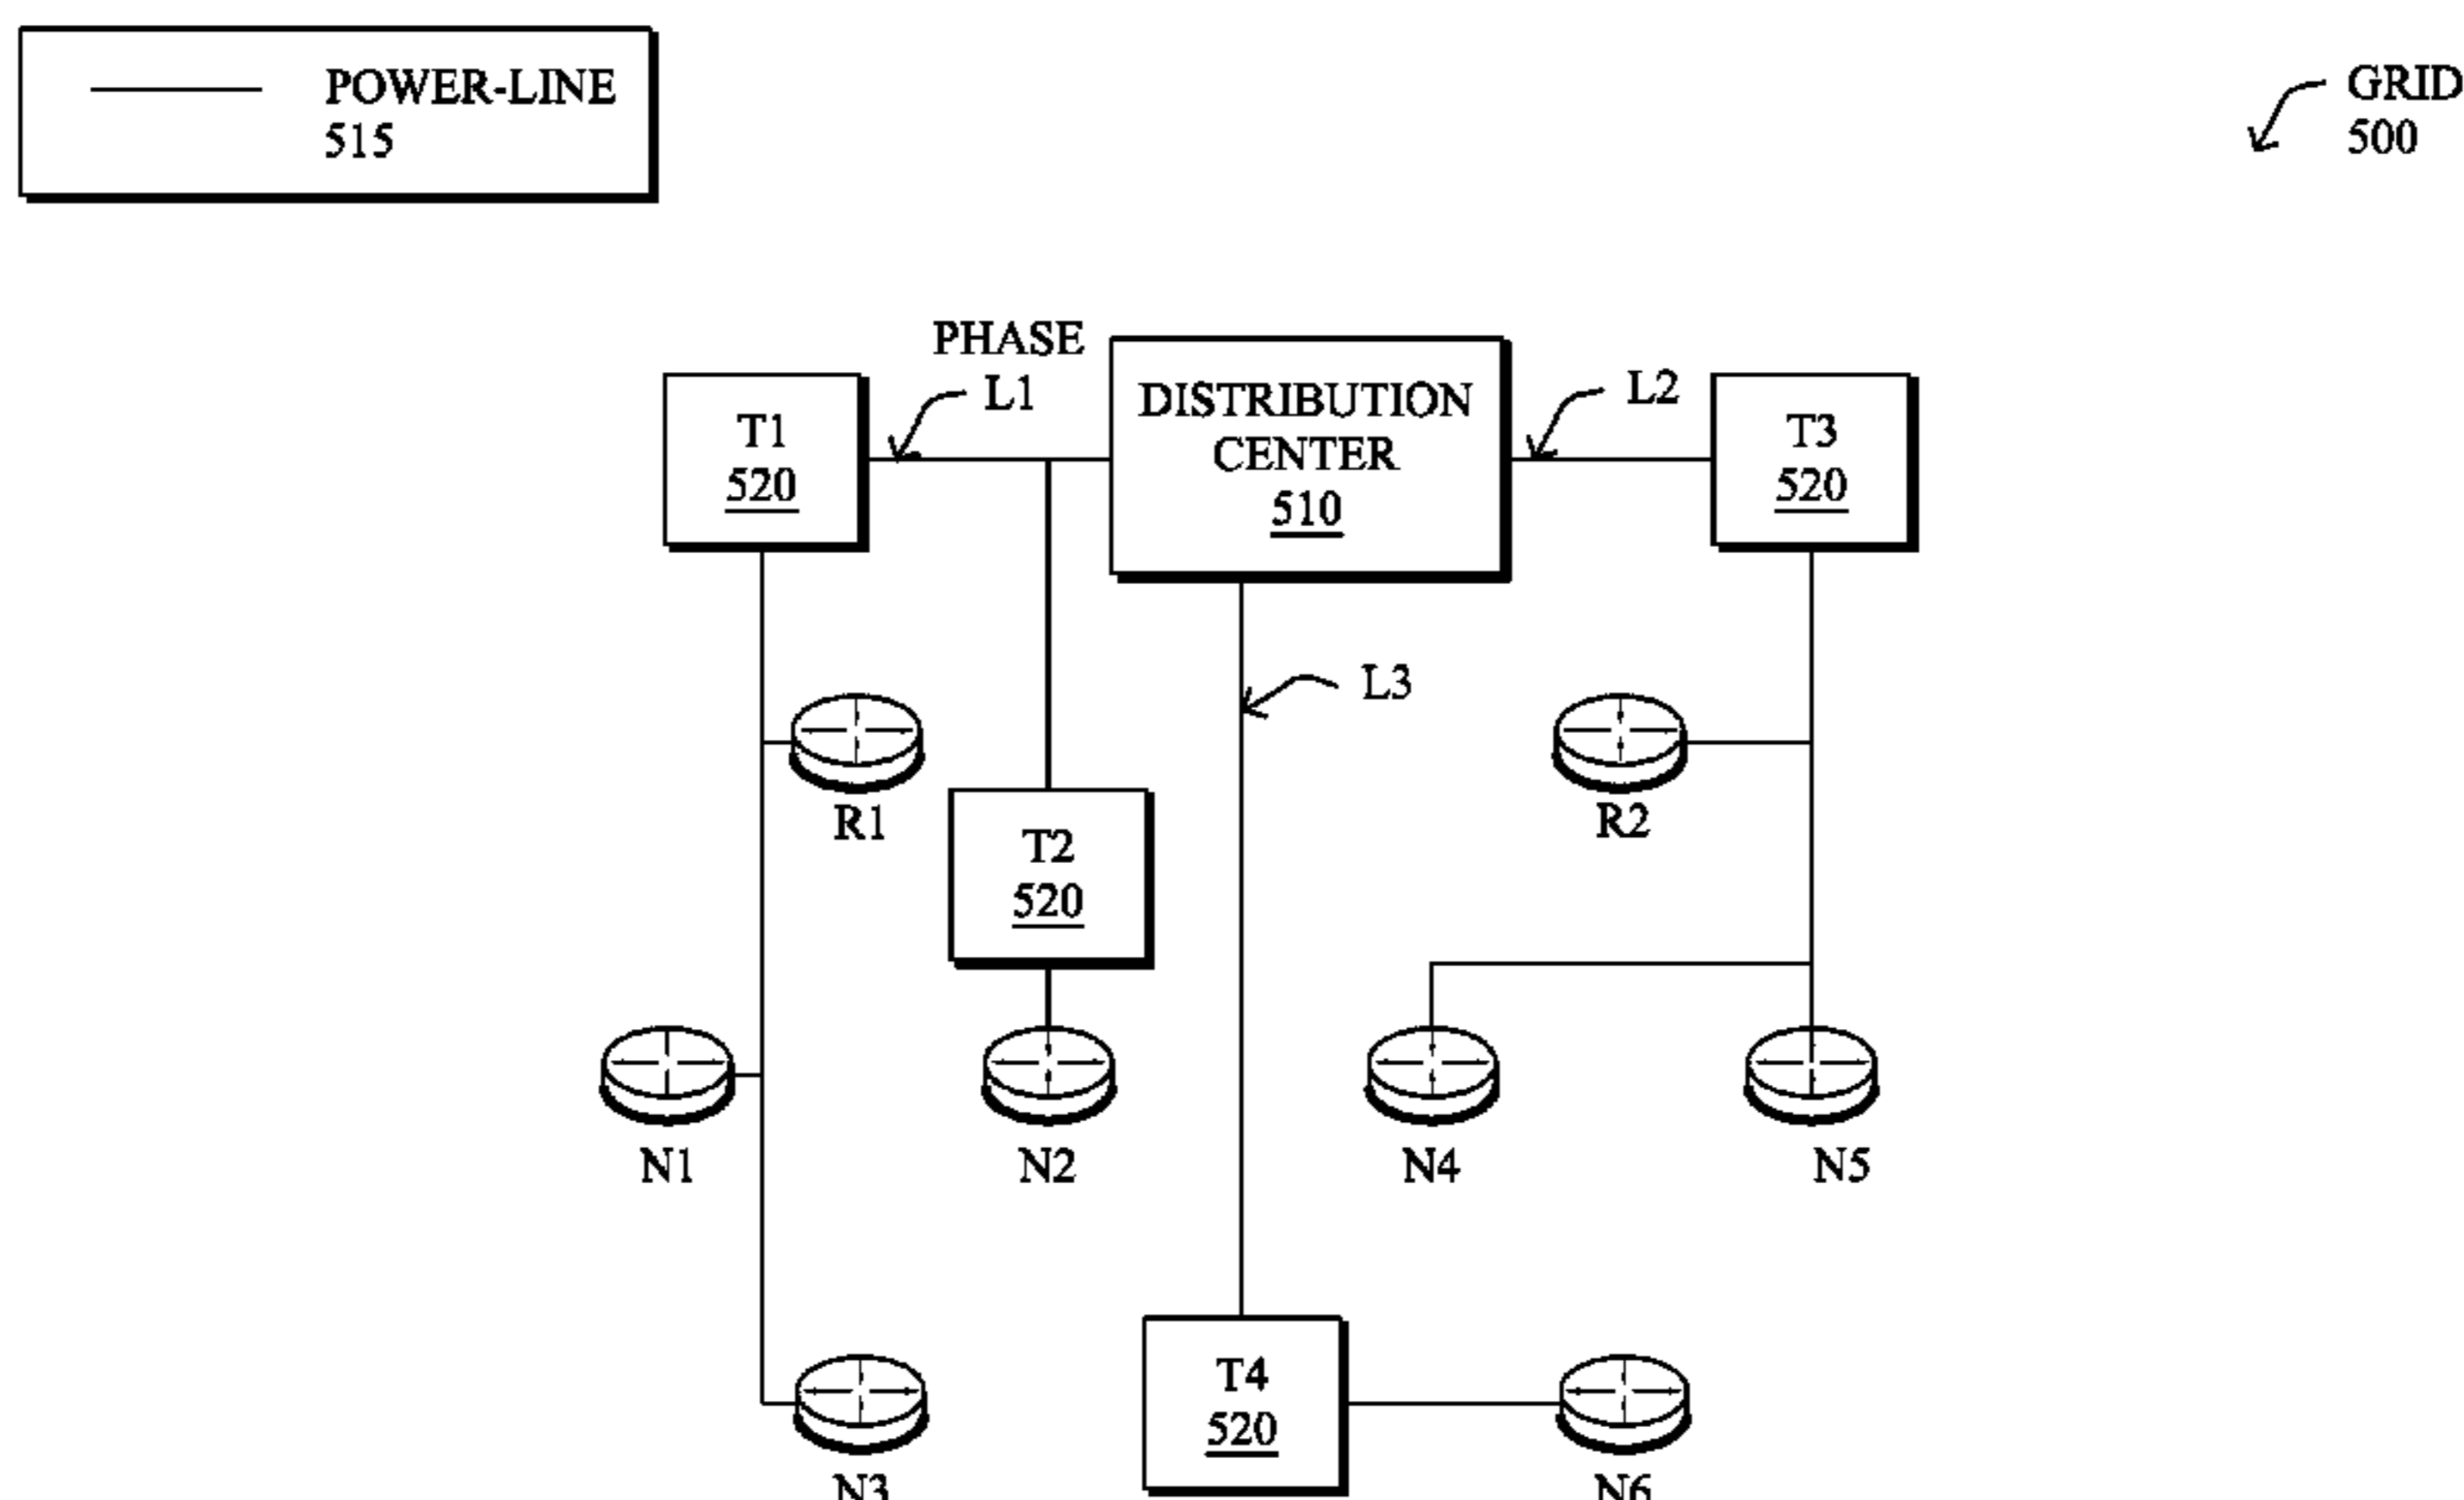 POWER-LINE
515
GRID
500
PHASE
L1
DISTRIBUTION
CENTER
510
L2
T1
520
T3
520
L3
R1
R2
T2
520
N1
N2
N4
N5
T4
520
N3
N6